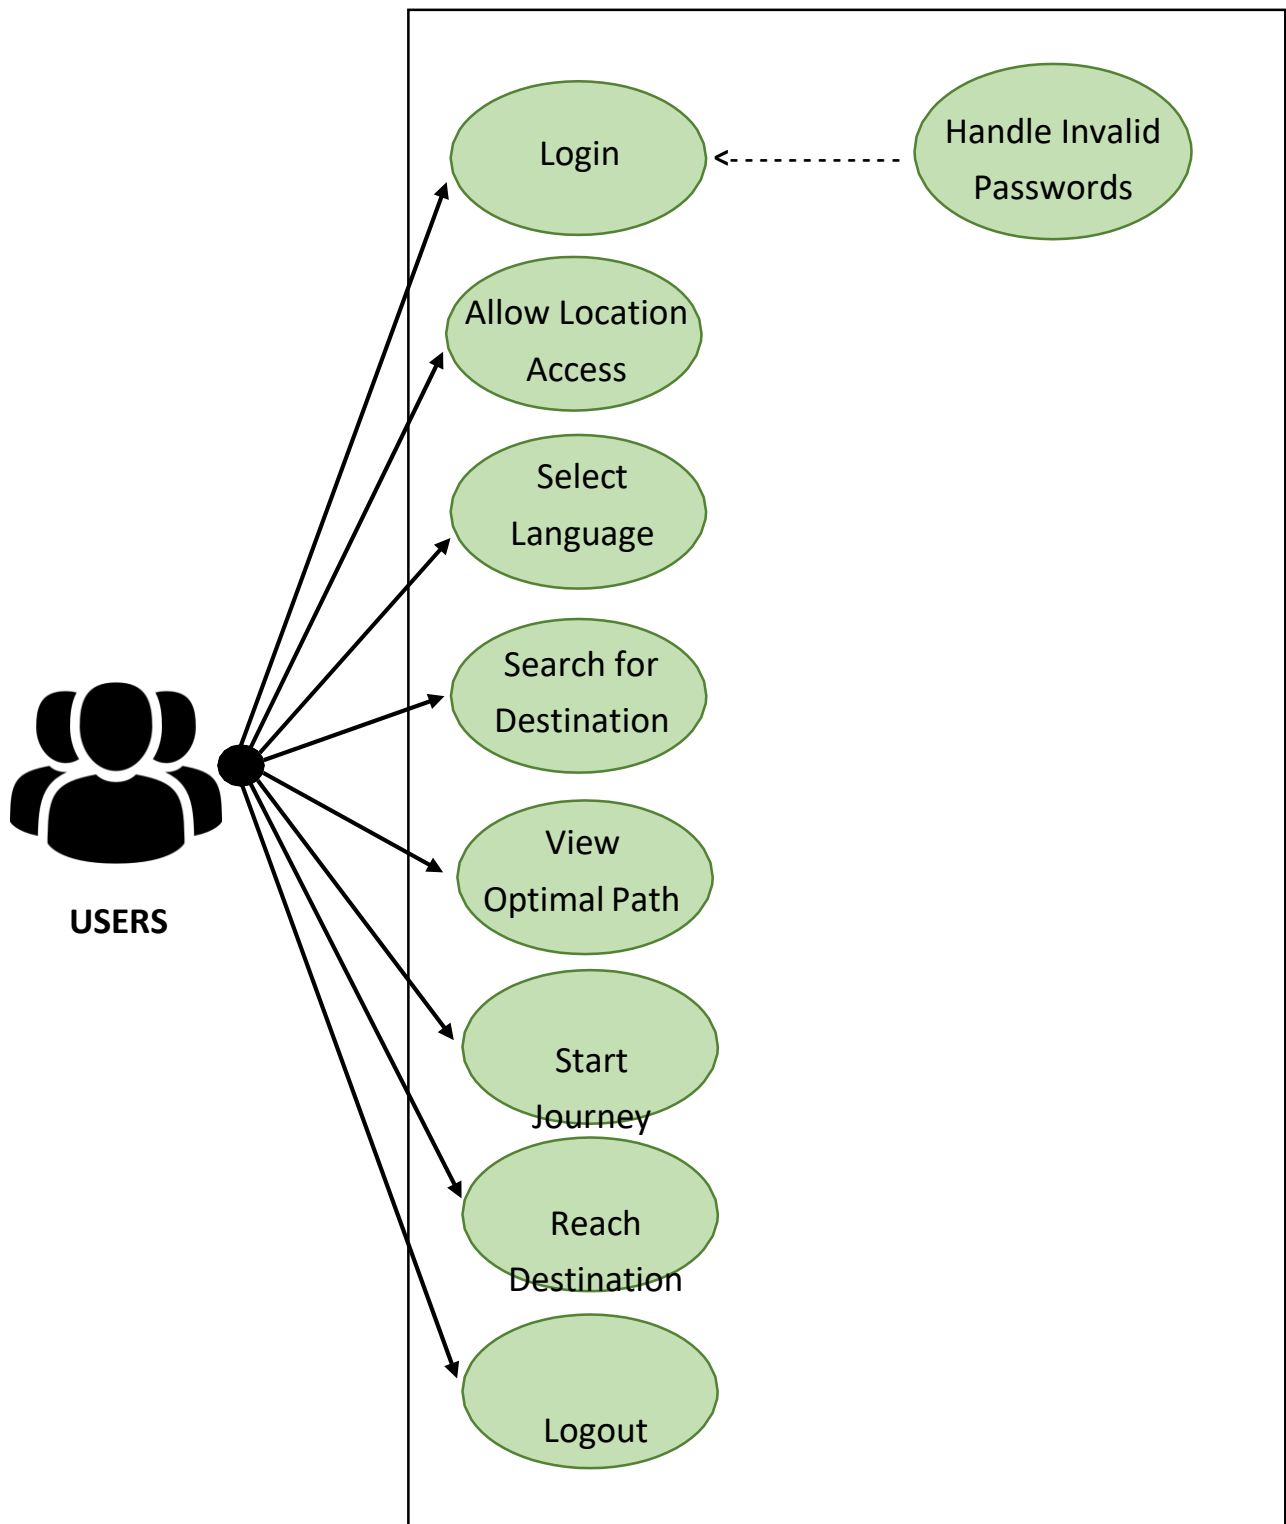 Login
Handle Invalid
Passwords
Allow Location
Access
Select
Language
Search for
Destination
View
Optimal Path
USERS
Start
Journey
Reach
Destination
Logout